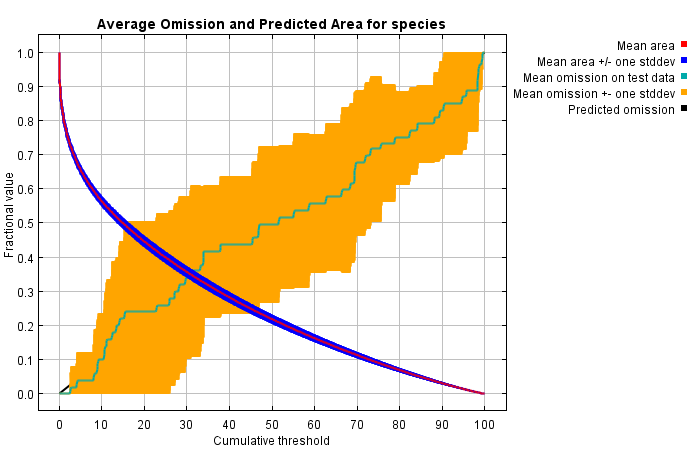 Average Omission and Predicted Area for species
Mean area
Mean area +/- one stddev
Mean omission on test data
Mean omission +- one stddev
Predicted omission
Fractional value
1.0
0.9
0.8
0.7
0.6
0.5
0.4
0.3
0.2
0.1
0.0
0 10 20 30 40 50 60 70 80 90 100
Cumulative threshold